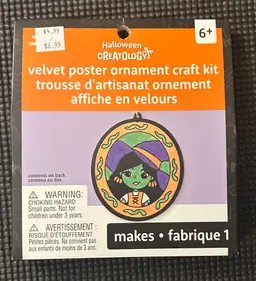 $4.99
$6.99
Halloween
CREATOLOGY
6+
velvet poster ornament craft kit
trousse d'artisanat ornement
affiche en velours
contents on back
contenu au dos
WARNING:
CHOKING HAZARD
Small parts. Not for
children under 3 years.
AVERTISSEMENT :
RISQUE D'ÉTOUFFEMENT
Petites pièces. Ne convient pas
aux enfants de moins de 3 ans.
makes • fabrique 1